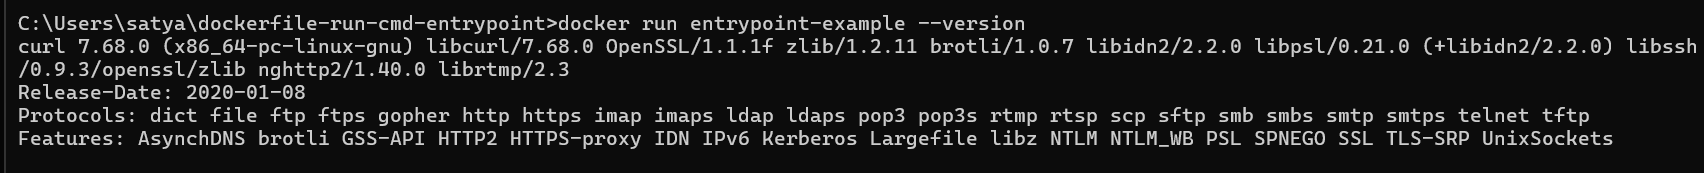 C:\Users\satya\dockerfile-run-cmd-entrypoint>docker run entrypoint-example --version
curl 7.68.0 (x86_64-pc-linux-gnu) libcurl/7.68.0 OpenSSL/1.1.1f zlib/1.2.11 brotli/1.0.7 libidn2/2.2.0 libpsl/0.21.0 (+libidn2/2.2.0) libssh
/0.9.3/openssl/zlib nghttp2/1.40.0 librtmp/2.3
Release-Date: 2020-01-08
Protocols: dict file ftp ftps gopher http https imap imaps ldap ldaps pop3 pop3s rtmp rtsp scp sftp smb smbs smtp smtps telnet tftp
Features: AsynchDNS brotli GSS-API HTTP2 HTTPS-proxy IDN IPv6 Kerberos Largefile libz NTLM NTLM_WB PSL SPNEGO SSL TLS-SRP UnixSockets